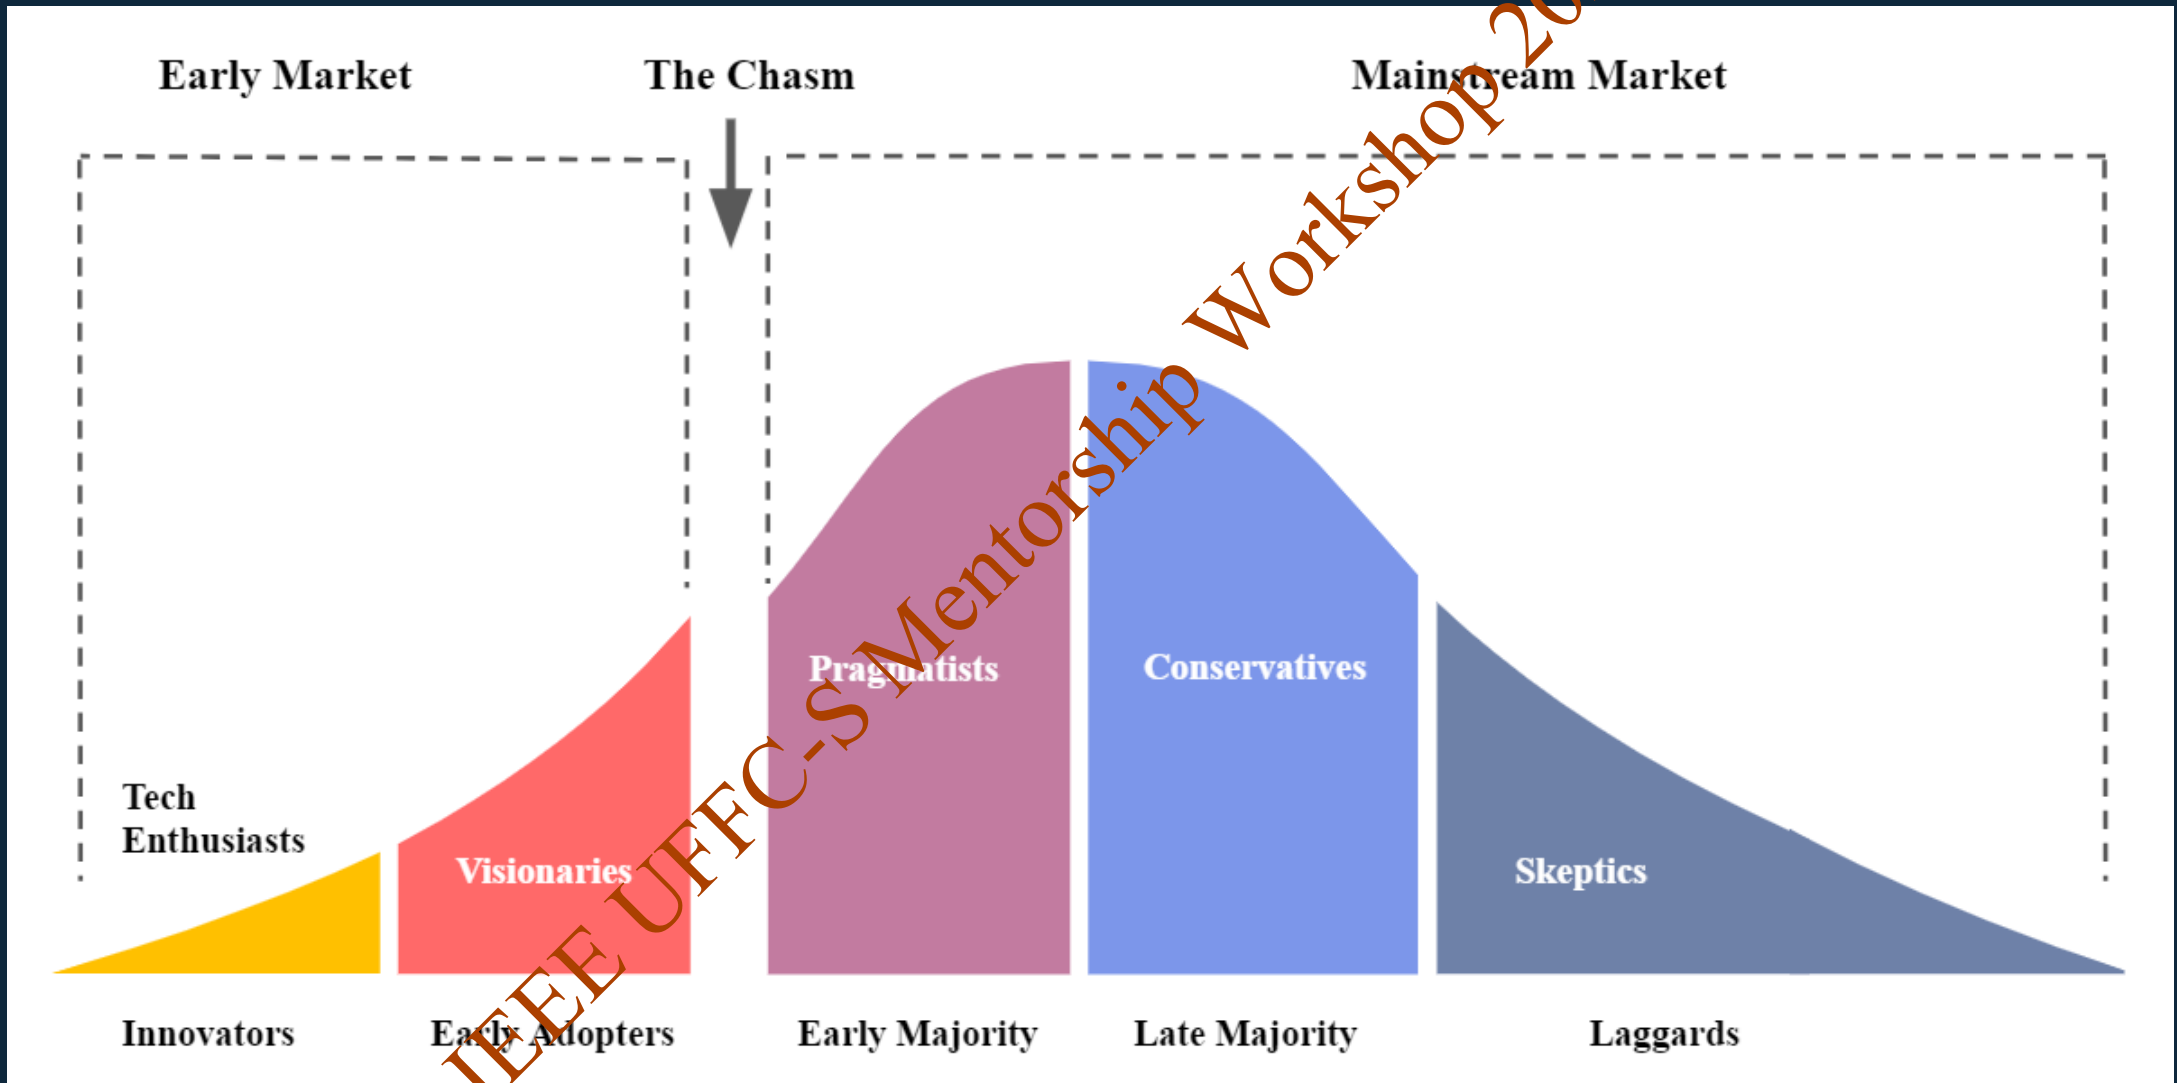 Early Market
The Chasm
Mainstream Market
Tech
Enthusiasts
Visionaries
Pragmatists
Conservatives
Skeptics
Innovators
Early Adopters
Early Majority
Late Majority
Laggards
IEEE UFFC-S Mentorship Workshop 20